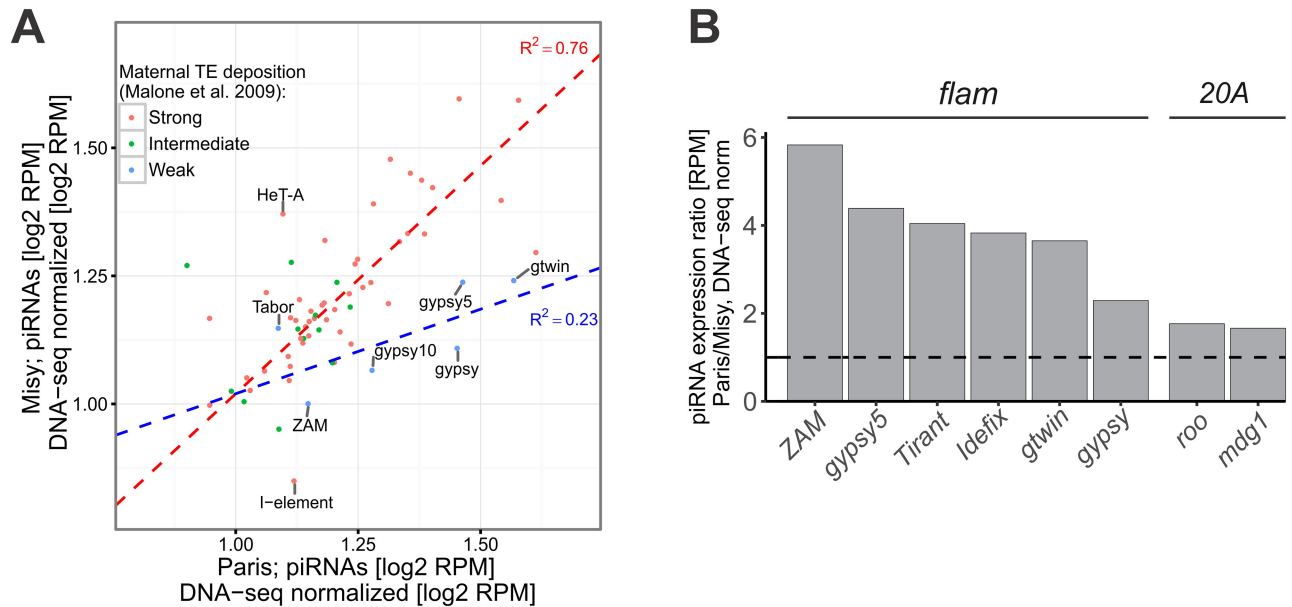 A
Misy; piRNAs [log2 RPM]
DNA−seq normalized [log2 RPM]
Maternal TE deposition
(Malone et al. 2009):
Strong
Intermediate
Weak
R² = 0.76
HeT-A
Tabor
gtwin
gypsy5
R² = 0.23
gypsy10
gypsy
ZAM
I−element
1.50
1.25
1.00
1.00
1.25
1.50
Paris; piRNAs [log2 RPM]
DNA−seq normalized [log2 RPM]
B
flam
20A
piRNA expression ratio [RPM]
Paris/Misy, DNA−seq norm
6
4
2
0
ZAM
gypsy5
Tirant
Idefix
gtwin
gypsy
roo
mdg1